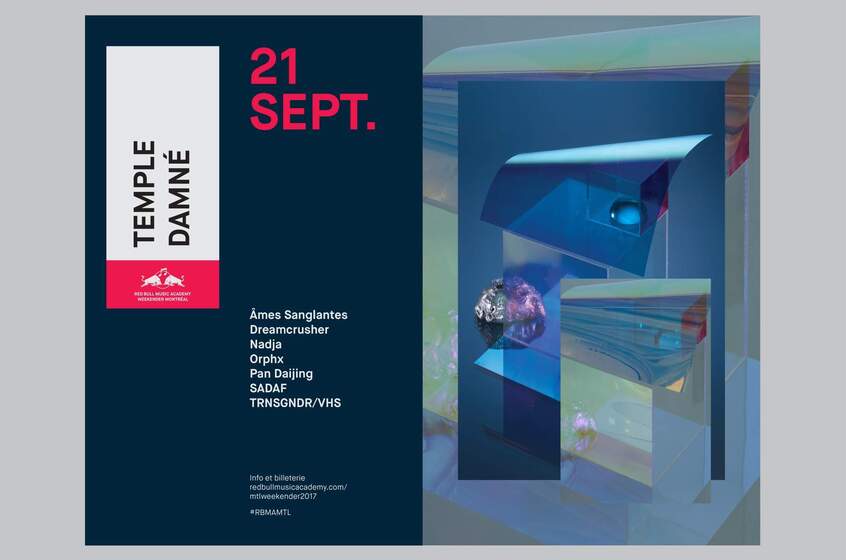 21
SEPT.
TEMPLE
DAMNÉ
RED BULL MUSIC ACADEMY
WEEKENDER MONTRÉAL
Âmes Sanglantes
Dreamcrusher
Nadja
Orphx
Pan Daijing
SADAF
TRNSGNDR/VHS
Info et billeterie
redbullmusicacademy.com/
mtlweekender2017
#RBMAMTL